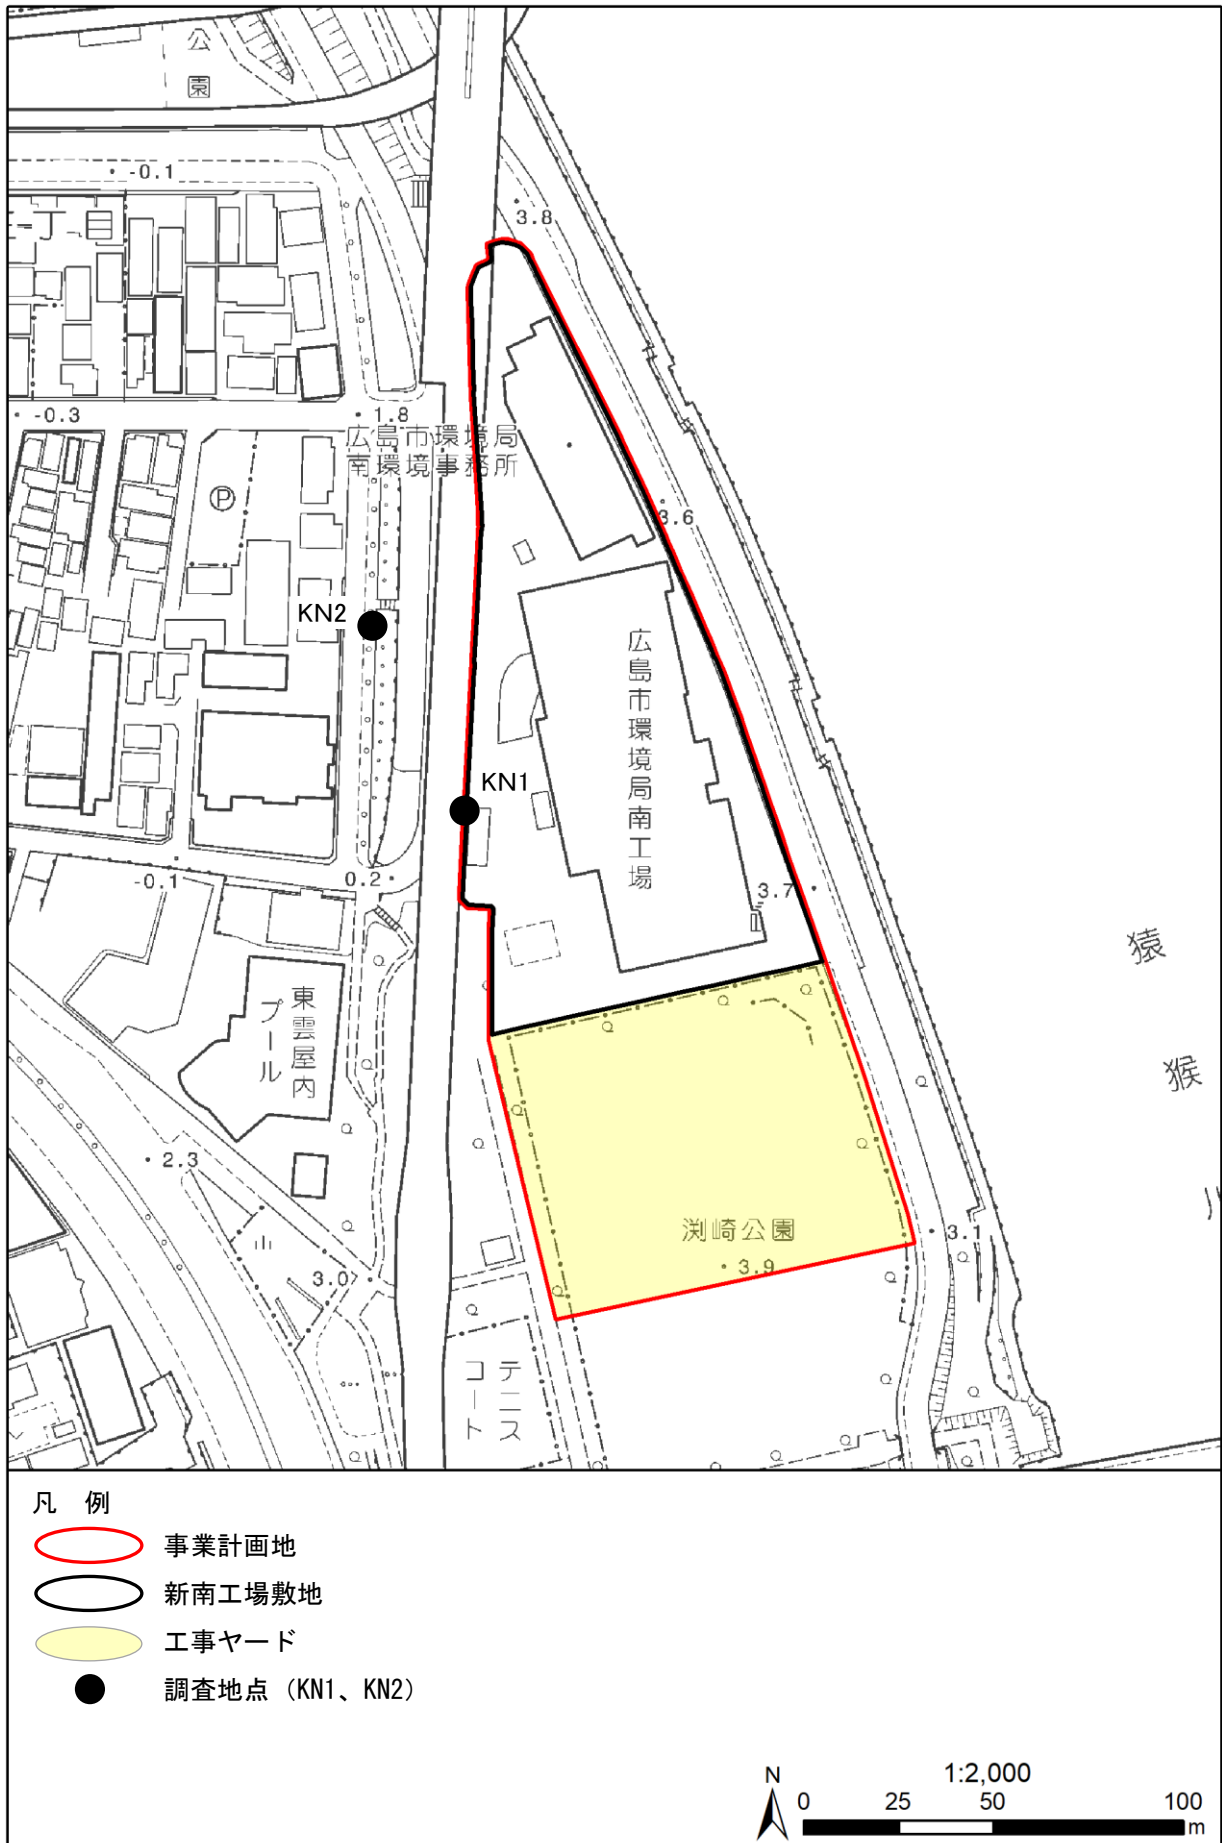 公園
-0.1
3.8
-0.3
1.8
広島市環境局
南環境事務所
P
3.6
KN2
広島市環境局南工場
KN1
-0.1
0.2
3.7
猿猴川
東雲屋内
プール
2.3
渕崎公園
3.1
3.9
3.0
テニス
コート
凡 例
事業計画地
新南工場敷地
工事ヤード
調査地点（KN1、KN2）
N
1:2,000
0 25 50 100
m